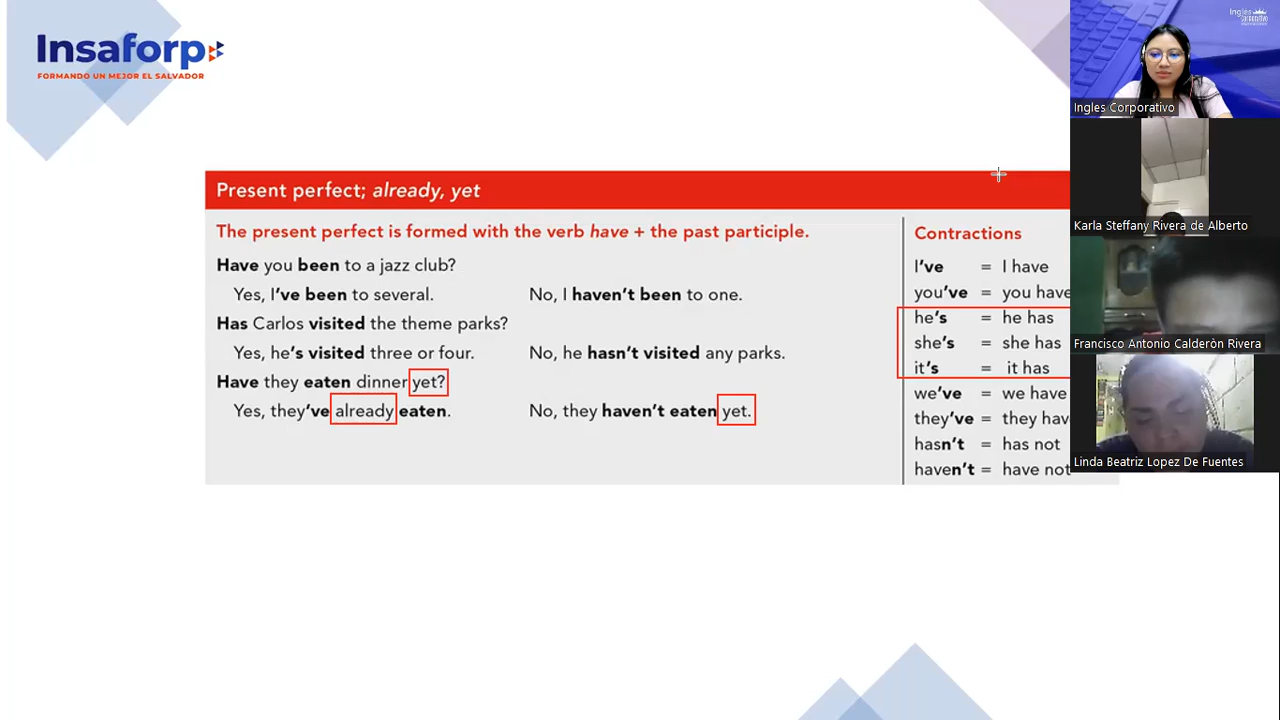 Insaforp
FORMANDO UN MEJOR EL SALVADOR
Present perfect; already, yet
The present perfect is formed with the verb have + the past participle.
Have you been to a jazz club?
Yes, I've been to several. No, I haven't been to one.
Has Carlos visited the theme parks?
Yes, he's visited three or four. No, he hasn't visited any parks.
Have they eaten dinner yet?
Yes, they've already eaten. No, they haven't eaten yet.
Contractions
I've = I have
you've = you have
he's = he has
she's = she has
it's = it has
we've = we have
they've = they hav
hasn't = has not
haven't = have not
Ingles
Ingles Corporativo
Karla Steffany Rivera de Alberto
Francisco Antonio Calderòn Rivera
Linda Beatriz Lopez De Fuentes